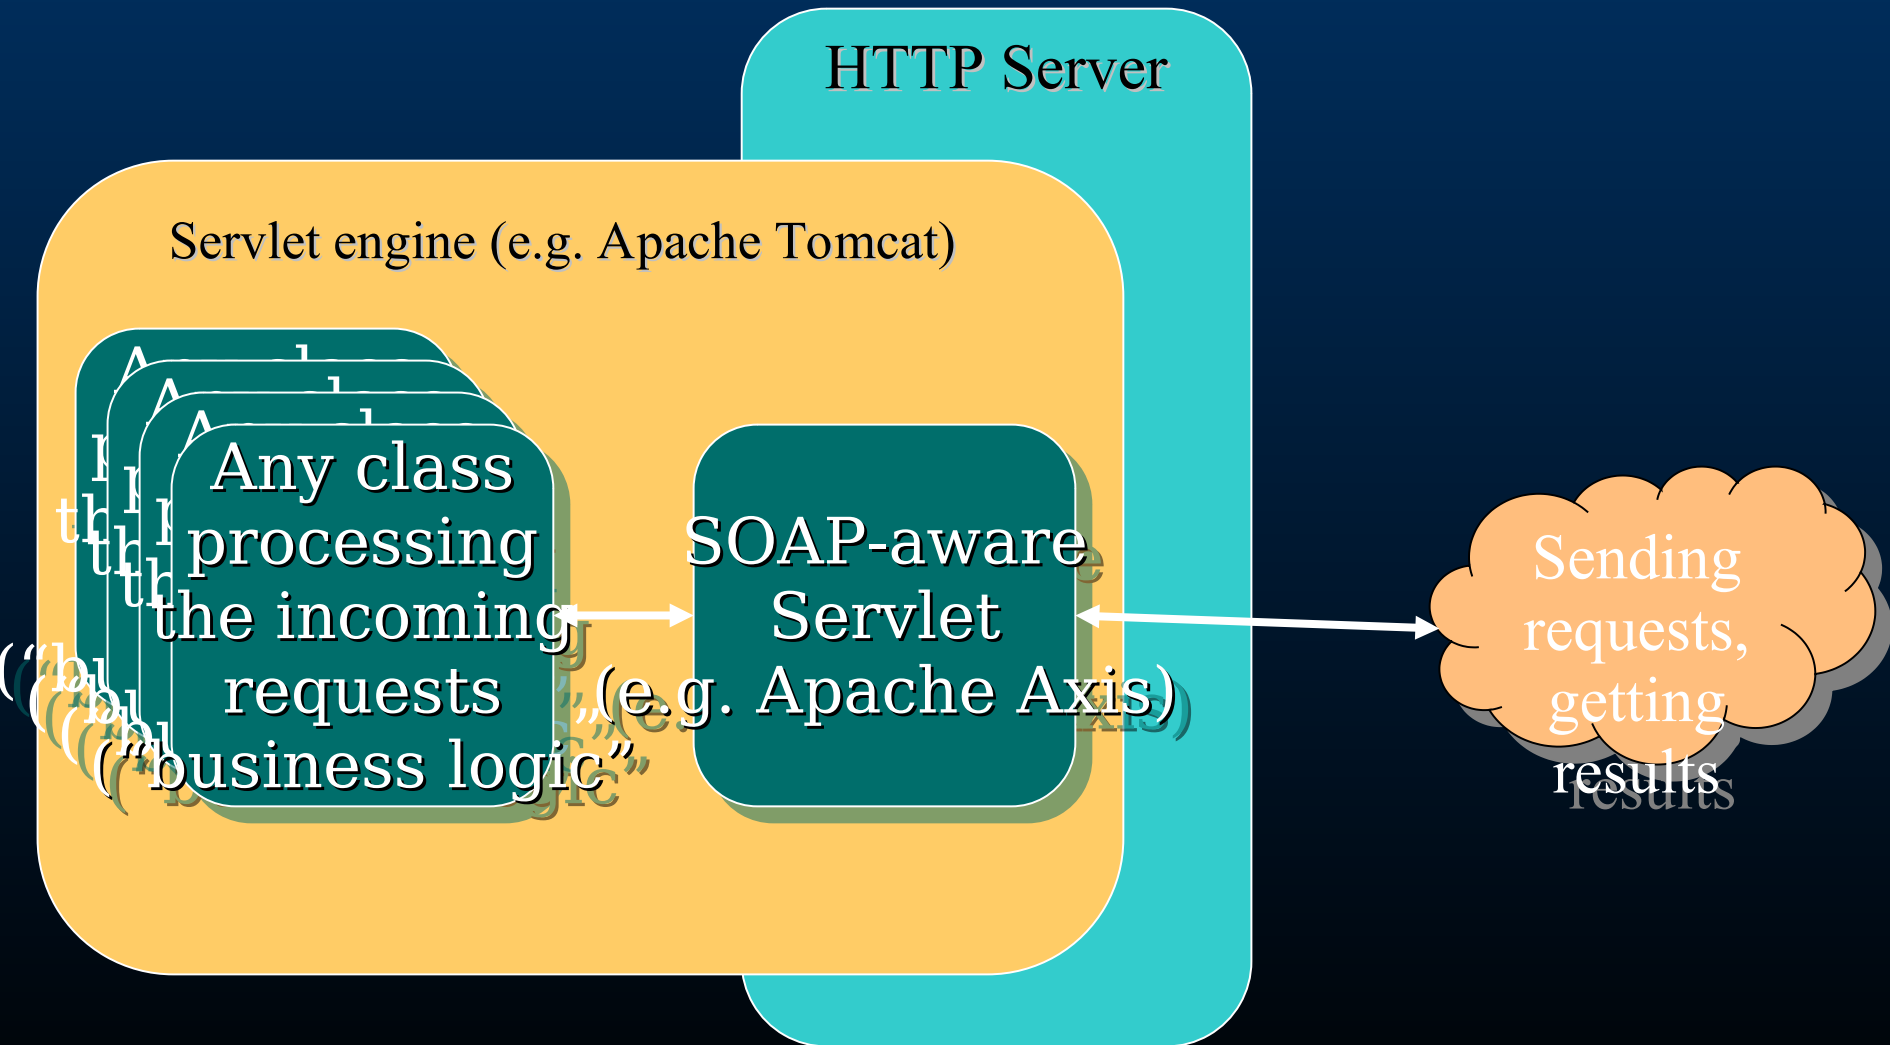 HTTP Server
Servlet engine (e.g. Apache Tomcat)
Any class
processing
the incoming
requests
(“business logic”
SOAP-aware
Servlet
(e.g. Apache Axis)
Sending
requests,
getting
results